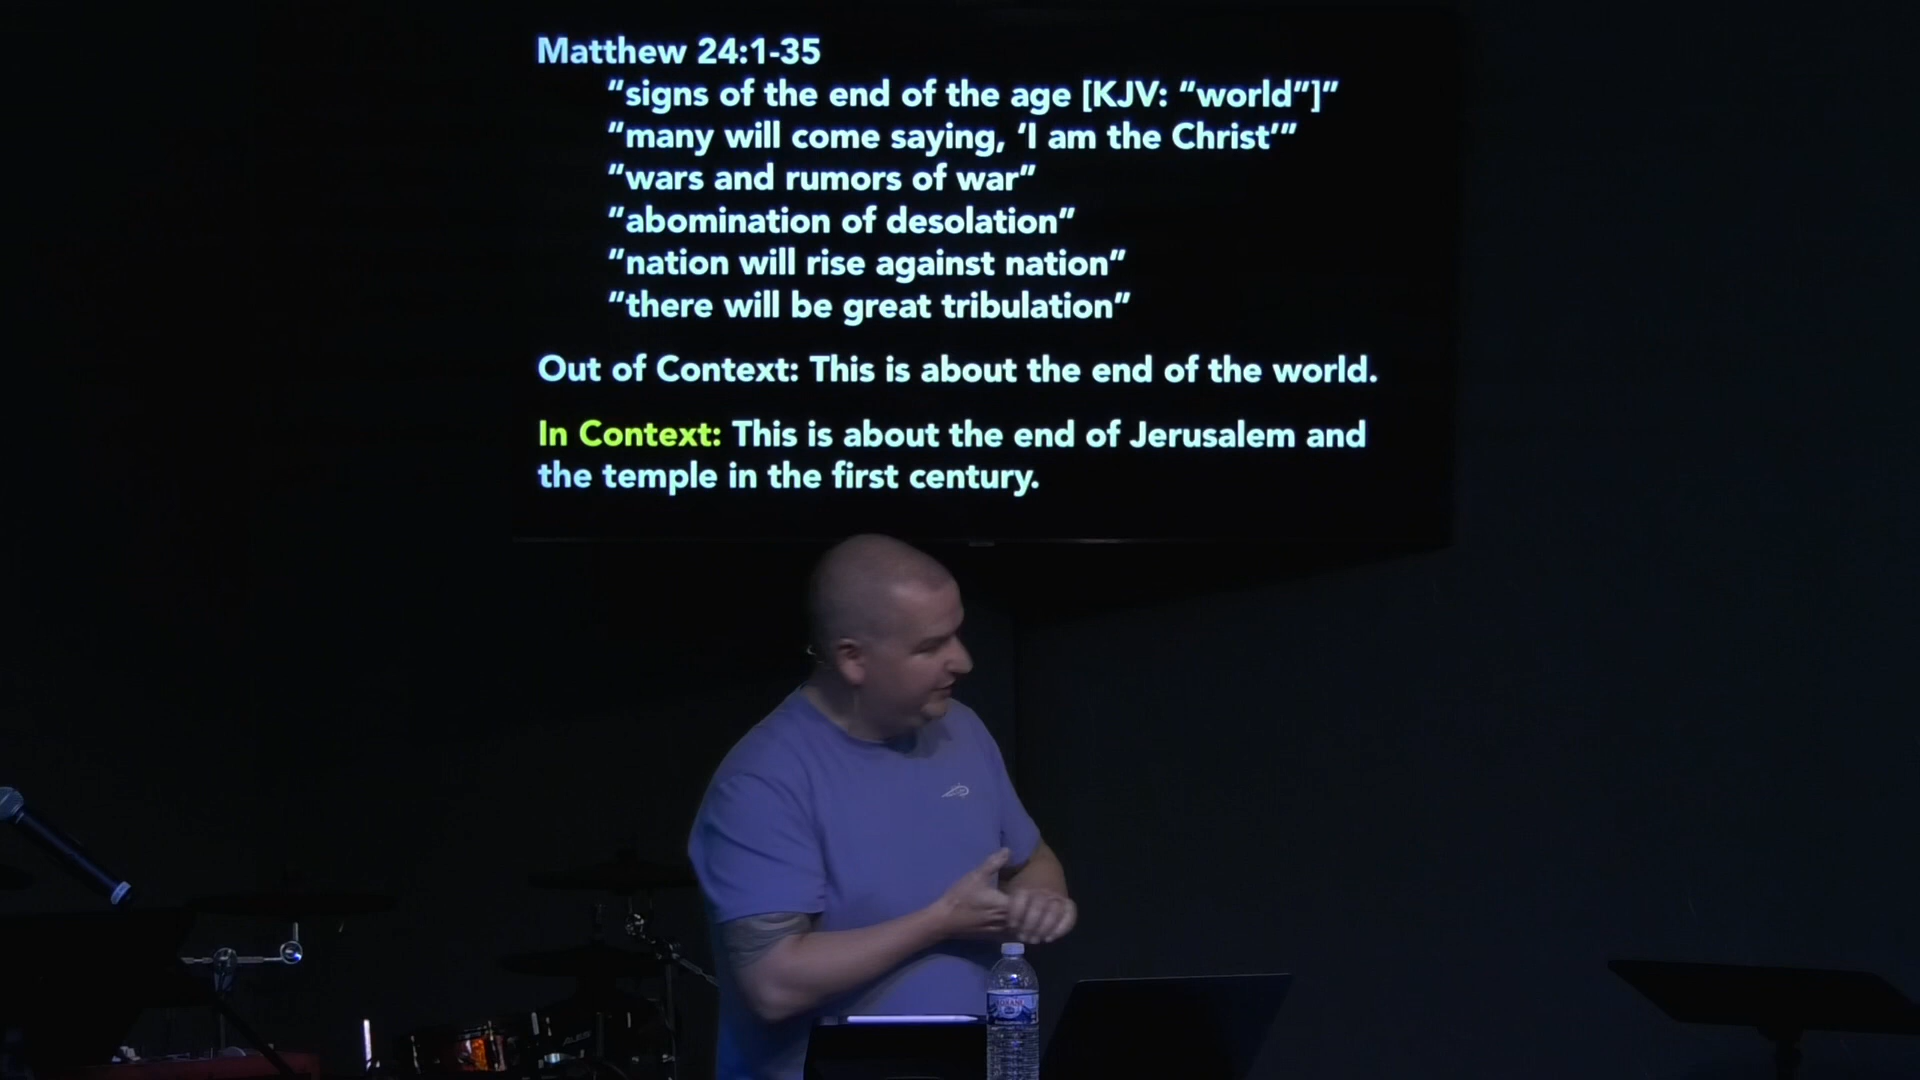 Matthew 24:1-35
“signs of the end of the age [KJV: “world”]”
“many will come saying, ‘I am the Christ’”
“wars and rumors of war”
“abomination of desolation”
“nation will rise against nation”
“there will be great tribulation”
Out of Context: This is about the end of the world.
In Context: This is about the end of Jerusalem and
the temple in the first century.